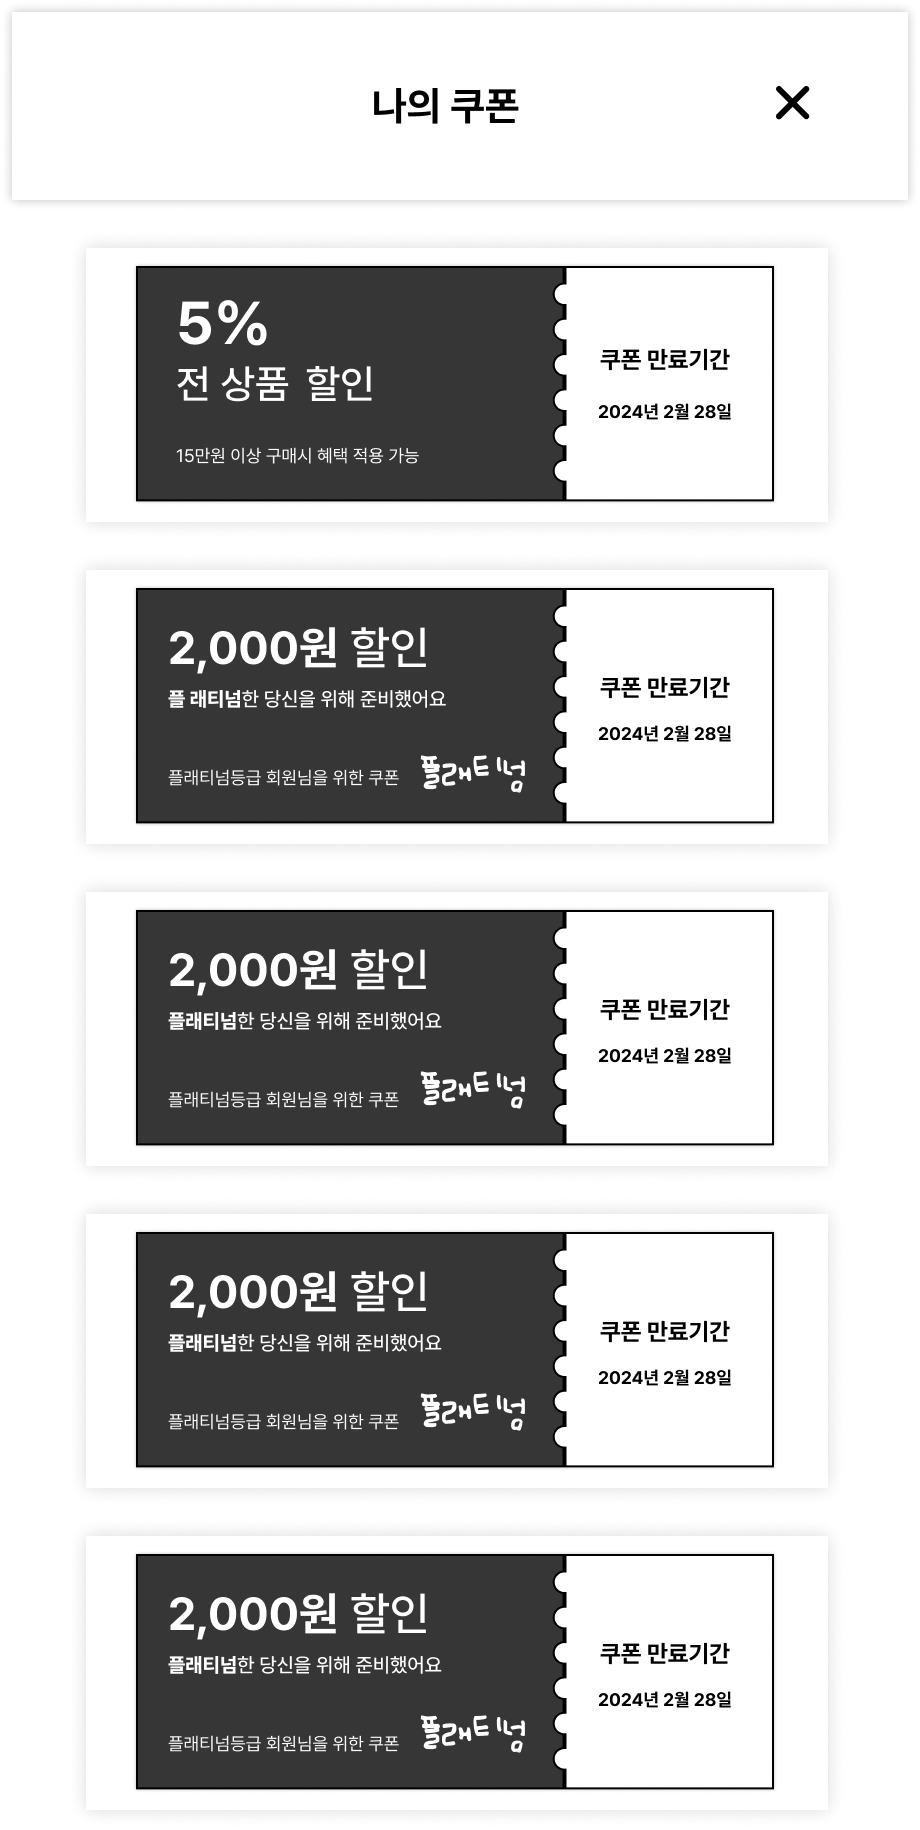 나의 쿠폰
5%
전 상품 할인
15만원 이상 구매시 혜택 적용 가능
쿠폰 만료기간
2024년 2월 28일
2,000원 할인
플 래티넘한 당신을 위해 준비했어요
플래티넘등급 회원님을 위한 쿠폰 플래티넘
쿠폰 만료기간
2024년 2월 28일
2,000원 할인
플래티넘한 당신을 위해 준비했어요
플래티넘등급 회원님을 위한 쿠폰 플래티넘
쿠폰 만료기간
2024년 2월 28일
2,000원 할인
플래티넘한 당신을 위해 준비했어요
플래티넘등급 회원님을 위한 쿠폰 플래티넘
쿠폰 만료기간
2024년 2월 28일
2,000원 할인
플래티넘한 당신을 위해 준비했어요
플래티넘등급 회원님을 위한 쿠폰 플래티넘
쿠폰 만료기간
2024년 2월 28일